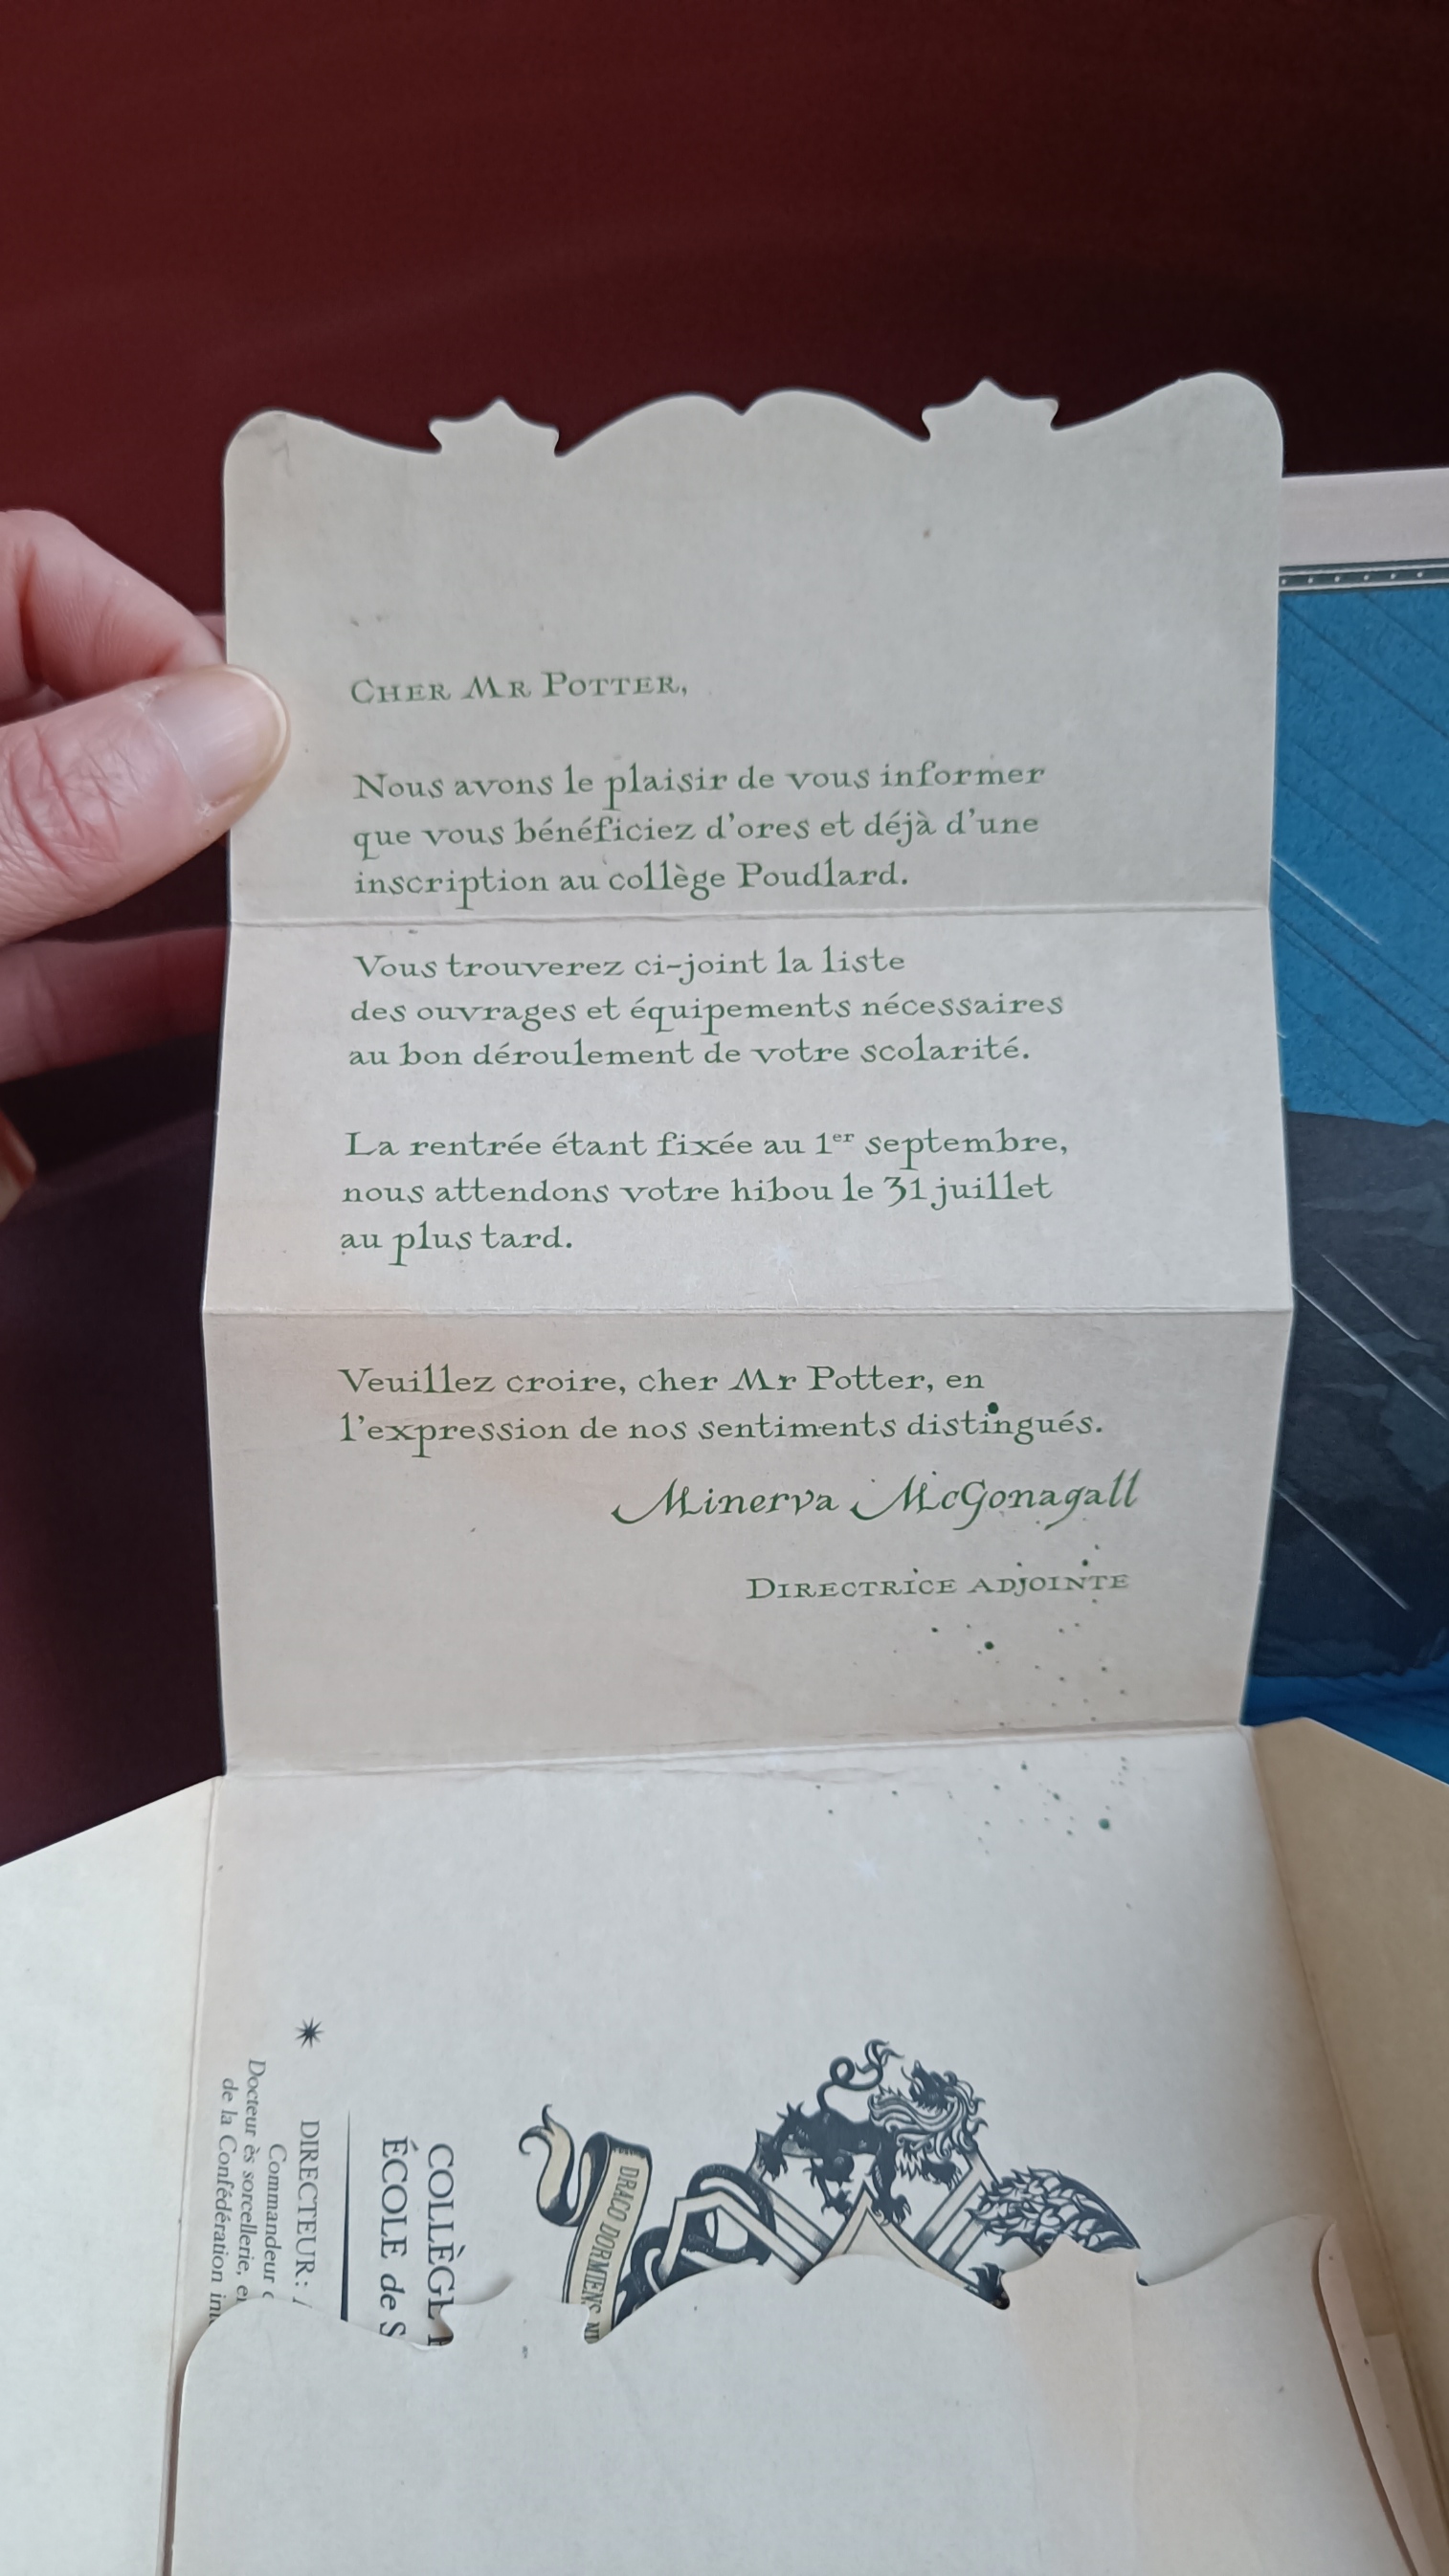 Cher Mr Potter,
Nous avons le plaisir de vous informer
que vous bénéficiez d'ores et déjà d'une
inscription au collège Poudlard.
Vous trouverez ci-joint la liste
des ouvrages et équipements nécessaires
au bon déroulement de votre scolarité.
La rentrée étant fixée au 1er septembre,
nous attendons votre hibou le 31 juillet
au plus tard.
Veuillez croire, cher Mr Potter, en
l'expression de nos sentiments distingués.
Minerva McGonagall
Directrice adjointe
DRACO DORMIENS
COLLÈGE
ÉCOLE de
DIRECTEUR:
Commandeur
Docteur ès sorcellerie,
de la Confédération